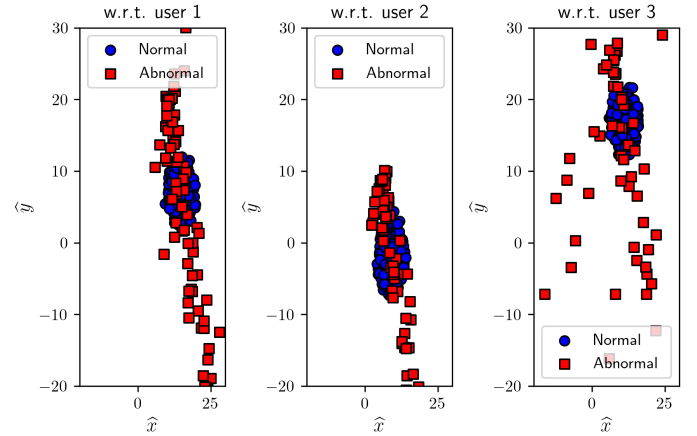 w.r.t. user 1
w.r.t. user 2
w.r.t. user 3
Normal
Abnormal
Normal
Abnormal
Normal
Abnormal
30
20
10
0
−10
−20
0
25
x̂
ŷ
30
20
10
0
−10
−20
0
25
x̂
ŷ
30
20
10
0
−10
−20
0
25
x̂
ŷ